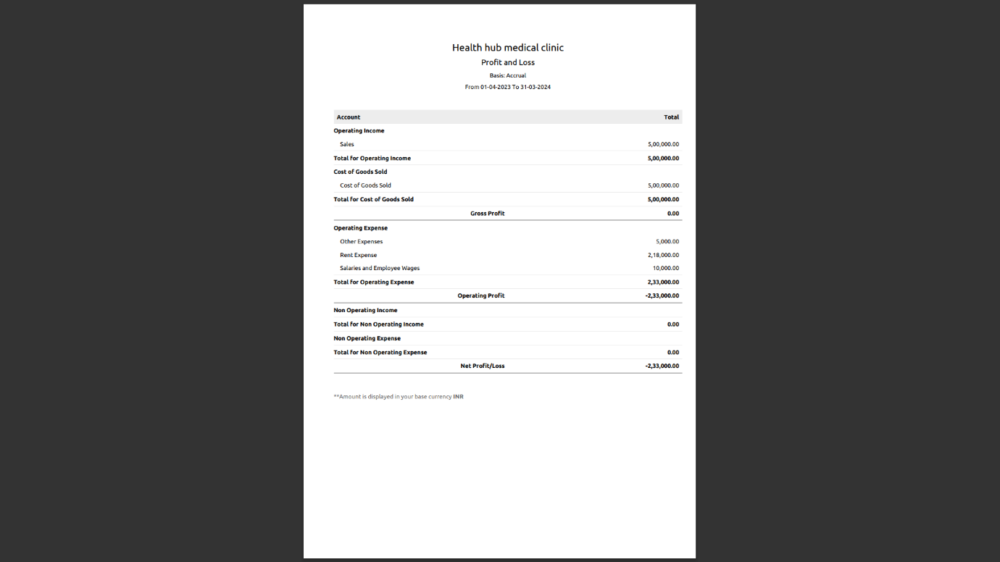 Health hub medical clinic
Profit and Loss
Basis: Accrual
From 01-04-2023 To 31-03-2024
Account Total
Operating Income
Sales 5,00,000.00
Total for Operating Income 5,00,000.00
Cost of Goods Sold
Cost of Goods Sold 5,00,000.00
Total for Cost of Goods Sold 5,00,000.00
Gross Profit 0.00
Operating Expense
Other Expenses 5,000.00
Rent Expense 2,18,000.00
Salaries and Employee Wages 10,000.00
Total for Operating Expense 2,33,000.00
Operating Profit -2,33,000.00
Non Operating Income
Total for Non Operating Income 0.00
Non Operating Expense
Total for Non Operating Expense 0.00
Net Profit/Loss -2,33,000.00
**Amount is displayed in your base currency INR